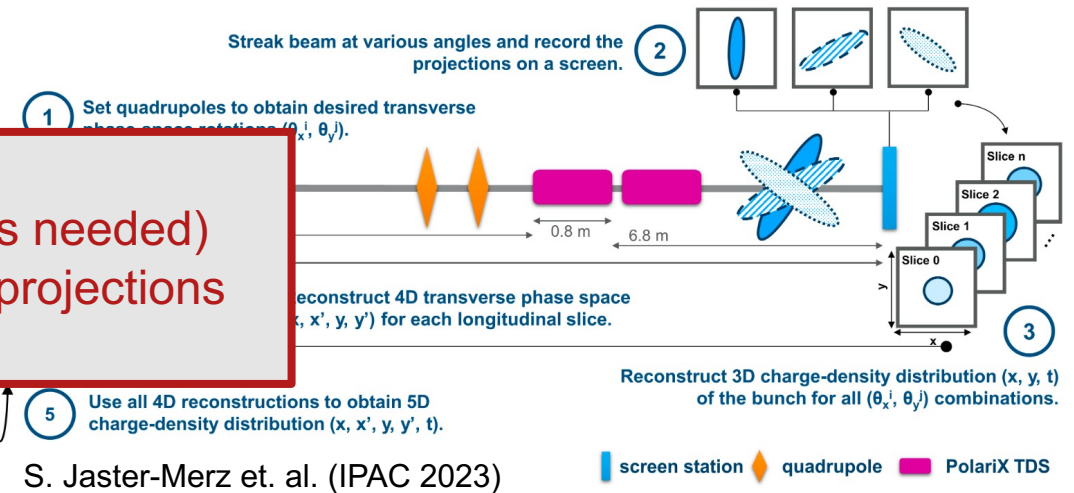 Streak beam at various angles and record the
projections on a screen.
2
1
Set quadrupoles to obtain desired transverse
phase space rotations (θₓⁱ, θᵧʲ).
s needed)
projections
0.8 m
6.8 m
Slice n
Slice 2
Slice 1
Slice 0
y
x
3
econstruct 4D transverse phase space
x, x’, y, y’) for each longitudinal slice.
Reconstruct 3D charge-density distribution (x, y, t)
of the bunch for all (θₓⁱ, θᵧʲ) combinations.
5
Use all 4D reconstructions to obtain 5D
charge-density distribution (x, x’, y, y’, t).
S. Jaster-Merz et. al. (IPAC 2023)
screen station quadrupole PolariX TDS